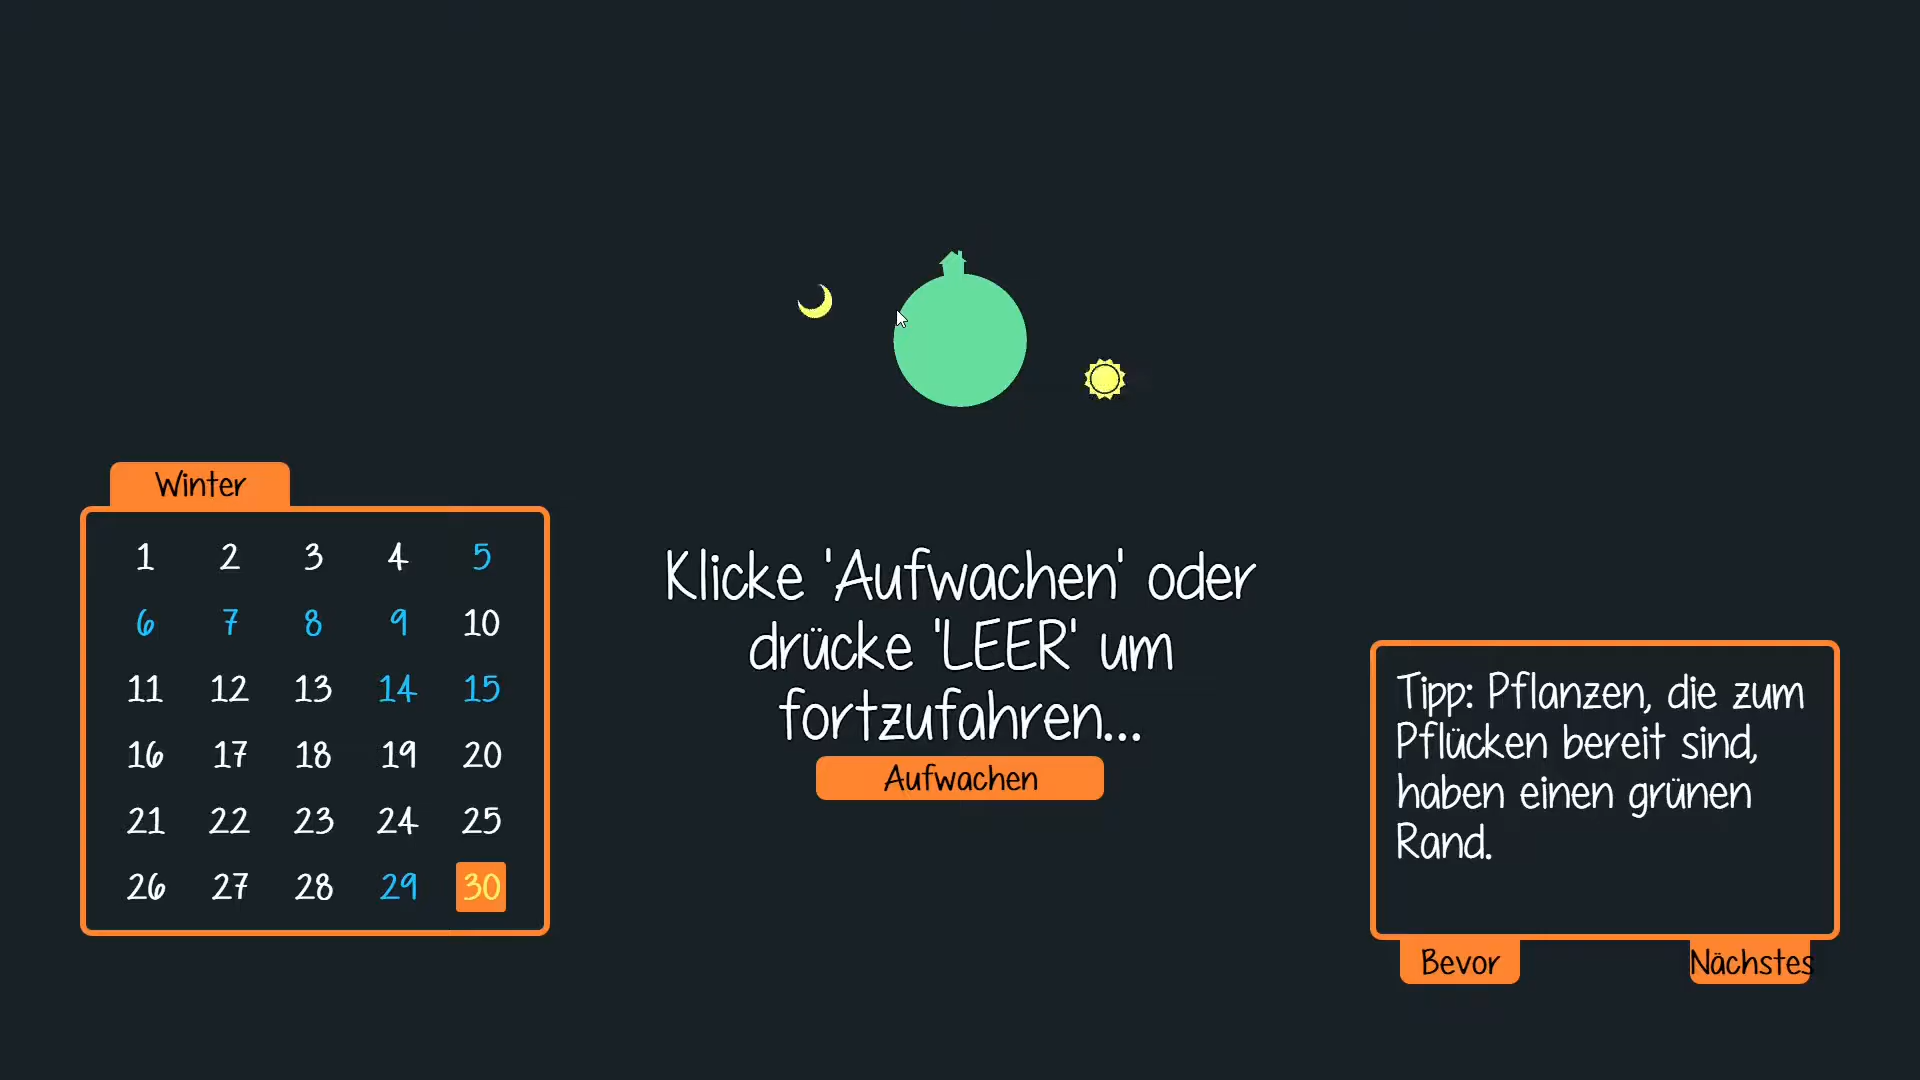 Winter
1 2 3 4 5
6 7 8 9 10
11 12 13 14 15
16 17 18 19 20
21 22 23 24 25
26 27 28 29 30
Klicke 'Aufwachen' oder
drücke 'LEER' um
fortzufahren...
Aufwachen
Tipp: Pflanzen, die zum
Pflücken bereit sind,
haben einen grünen
Rand.
Bevor
Nächstes